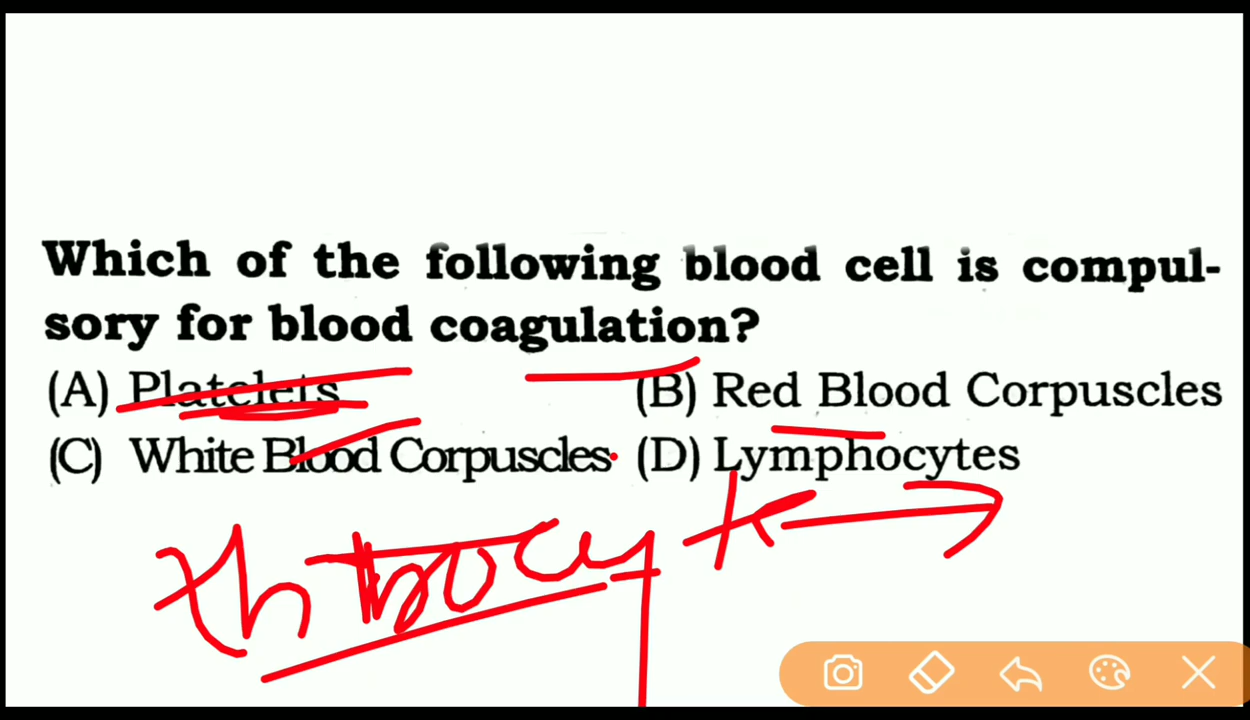 Which of the following blood cell is compul-
sory for blood coagulation?
(A) Platelets (B) Red Blood Corpuscles
(C) White Blood Corpuscles (D) Lymphocytes